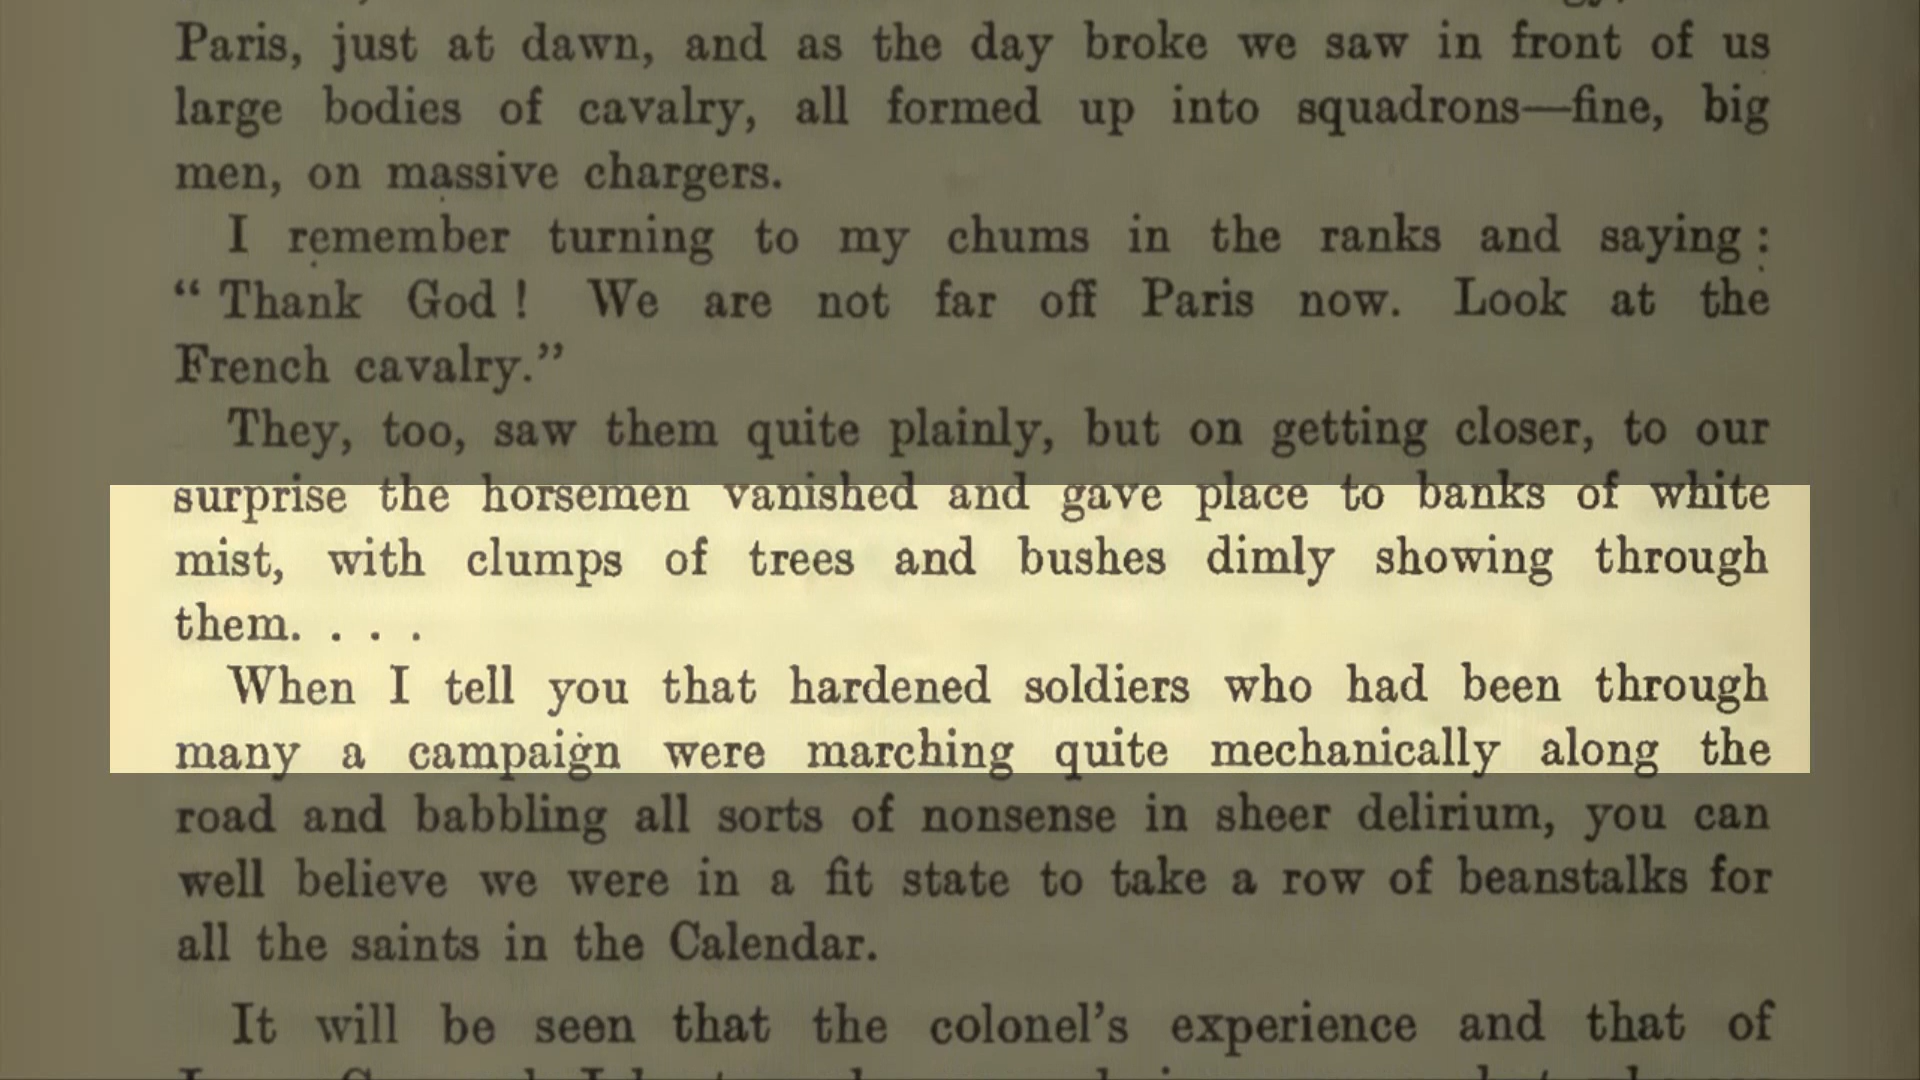 Paris, just at dawn, and as the day broke we saw in front of us
large bodies of cavalry, all formed up into squadrons—fine, big
men, on massive chargers.
I remember turning to my chums in the ranks and saying :
“ Thank God ! We are not far off Paris now. Look at the
French cavalry.”
They, too, saw them quite plainly, but on getting closer, to our
surprise the horsemen vanished and gave place to banks of white
mist, with clumps of trees and bushes dimly showing through
them. . . .
When I tell you that hardened soldiers who had been through
many a campaign were marching quite mechanically along the
road and babbling all sorts of nonsense in sheer delirium, you can
well believe we were in a fit state to take a row of beanstalks for
all the saints in the Calendar.
It will be seen that the colonel’s experience and that of